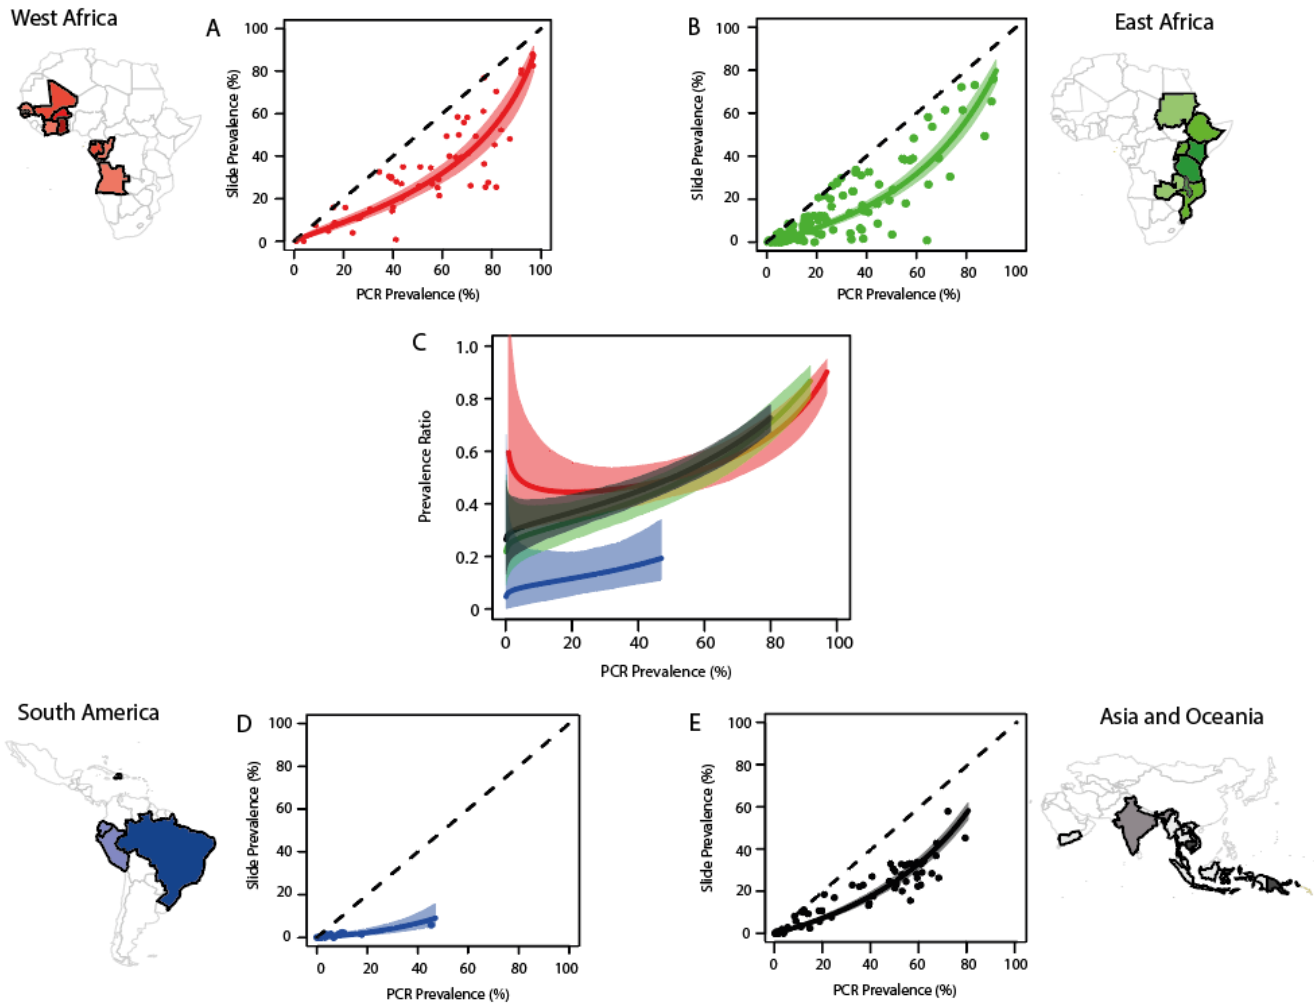 West Africa
A
100
80
60
40
20
0
Slide Prevalence (%)
0 20 40 60 80 100
PCR Prevalence (%)
B
100
80
60
40
20
0
Slide Prevalence (%)
0 20 40 60 80 100
PCR Prevalence (%)
East Africa
C
1.0
0.8
0.6
0.4
0.2
0
Prevalence Ratio
0 20 40 60 80 100
PCR Prevalence (%)
South America
D
100
80
60
40
20
0
Slide Prevalence (%)
0 20 40 60 80 100
PCR Prevalence (%)
E
100
80
60
40
20
0
Slide Prevalence (%)
0 20 40 60 80 100
PCR Prevalence (%)
Asia and Oceania